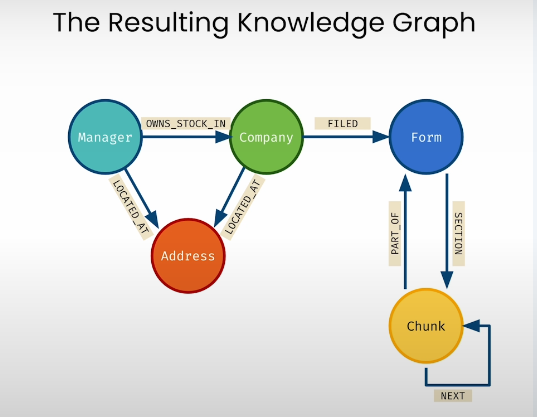 The Resulting Knowledge Graph
Manager
OWNS_STOCK_IN
Company
FILED
Form
LOCATED_AT
LOCATED_AT
Address
PART_OF
SECTION
Chunk
NEXT